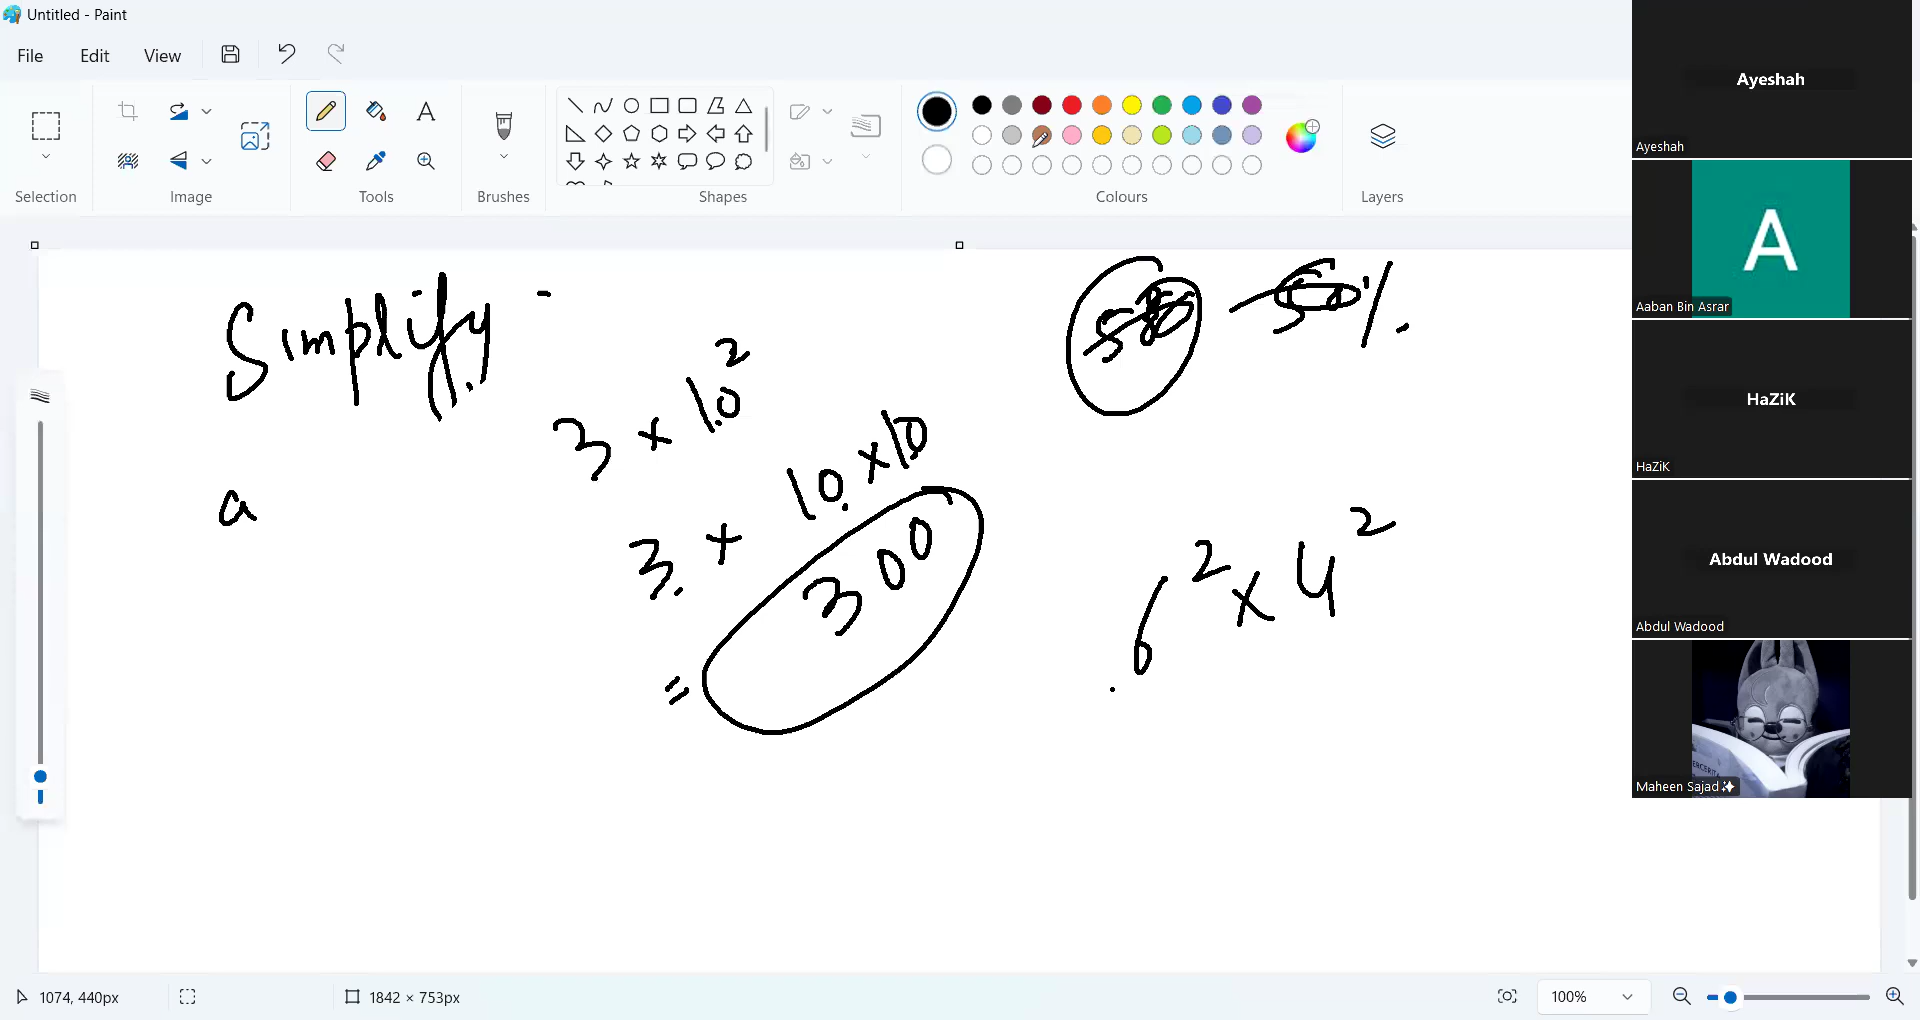 Untitled - Paint
File Edit View
Selection Image Tools Brushes Shapes Colours Layers
Simplify -
3 × 10²
3 × 10 × 10
= 300
a
50%
6² × 4²
Ayeshah
Ayeshah
A
Aaban Bin Asrar
HaZiK
HaZiK
Abdul Wadood
Abdul Wadood
Maheen Sajad✨
1074, 440px 1842 × 753px 100%